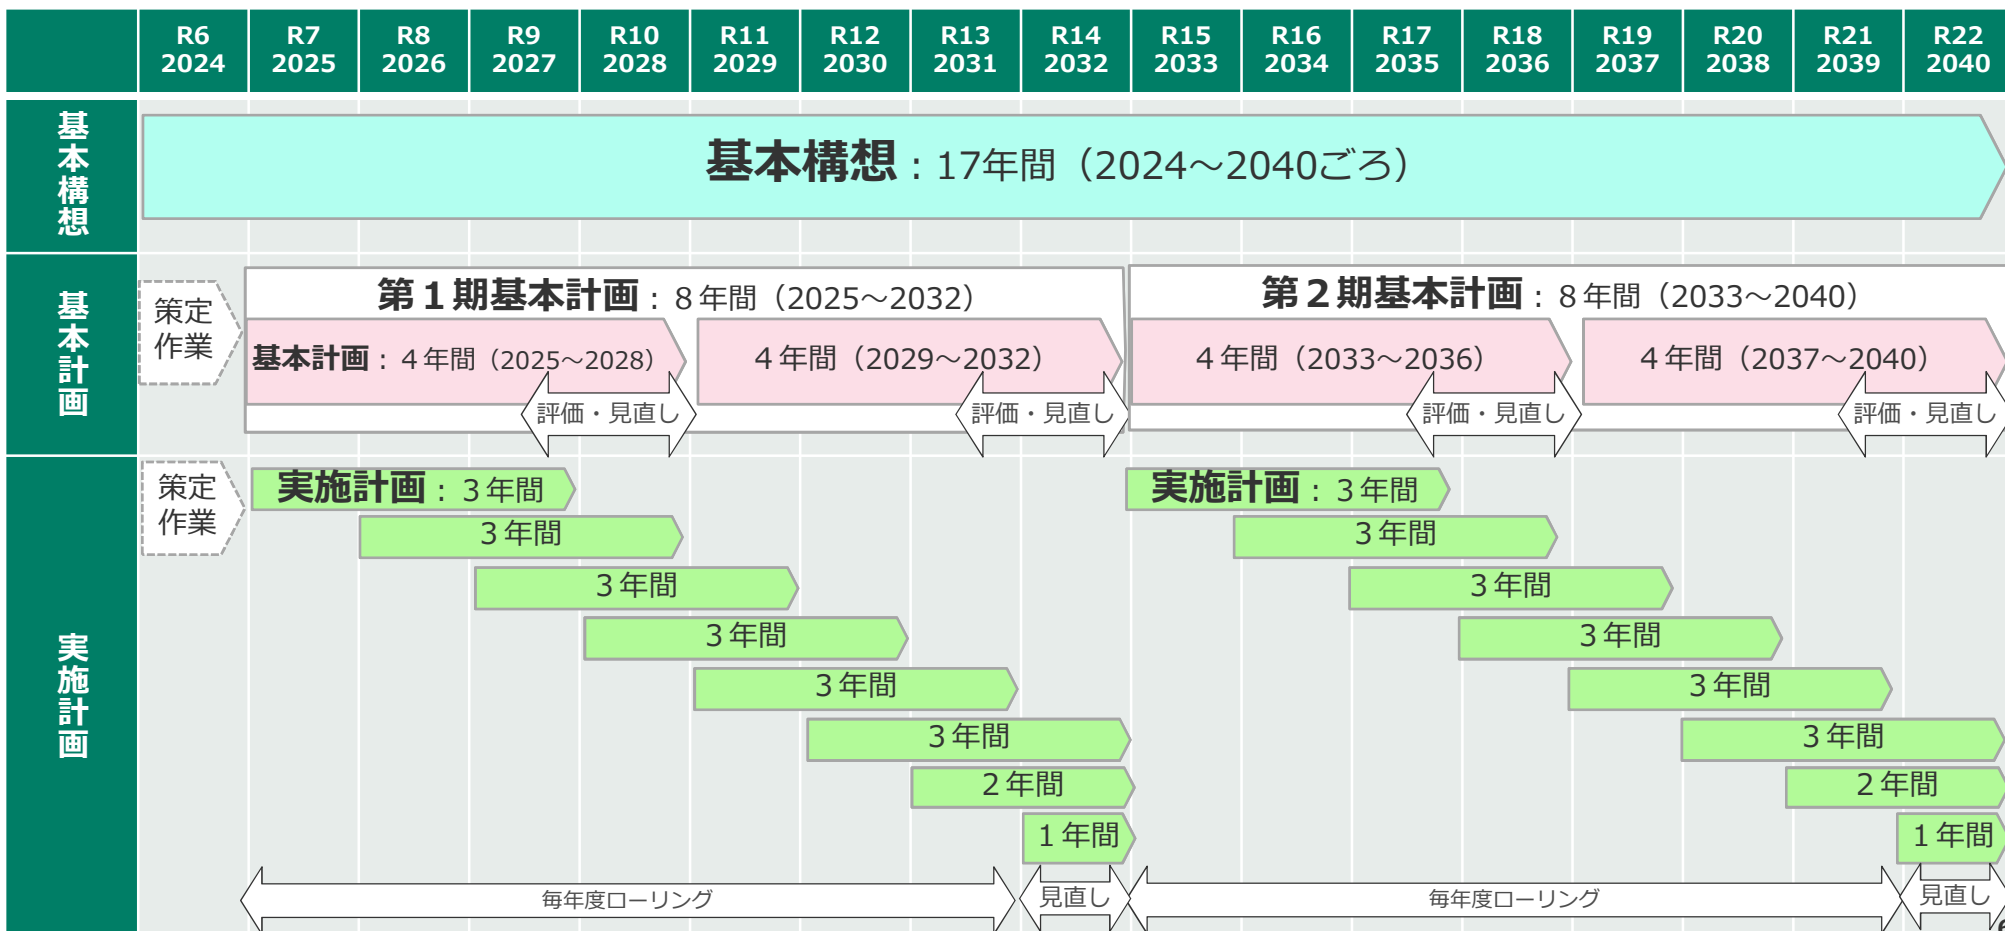 R6 R7 R8 R9 R10 R11 R12 R13 R14 R15 R16 R17 R18 R19 R20 R21 R22
2024 2025 2026 2027 2028 2029 2030 2031 2032 2033 2034 2035 2036 2037 2038 2039 2040
基本構想
基本構想：17年間（2024～2040ごろ）
基本計画
策定
作業
第１期基本計画：８年間（2025～2032）
基本計画：４年間（2025～2028）
４年間（2029～2032）
評価・見直し
評価・見直し
第２期基本計画：８年間（2033～2040）
４年間（2033～2036）
４年間（2037～2040）
評価・見直し
評価・見直し
実施計画
策定
作業
実施計画：３年間
３年間
３年間
３年間
３年間
３年間
２年間
１年間
毎年度ローリング
見直し
実施計画：３年間
３年間
３年間
３年間
３年間
３年間
２年間
１年間
毎年度ローリング
見直し